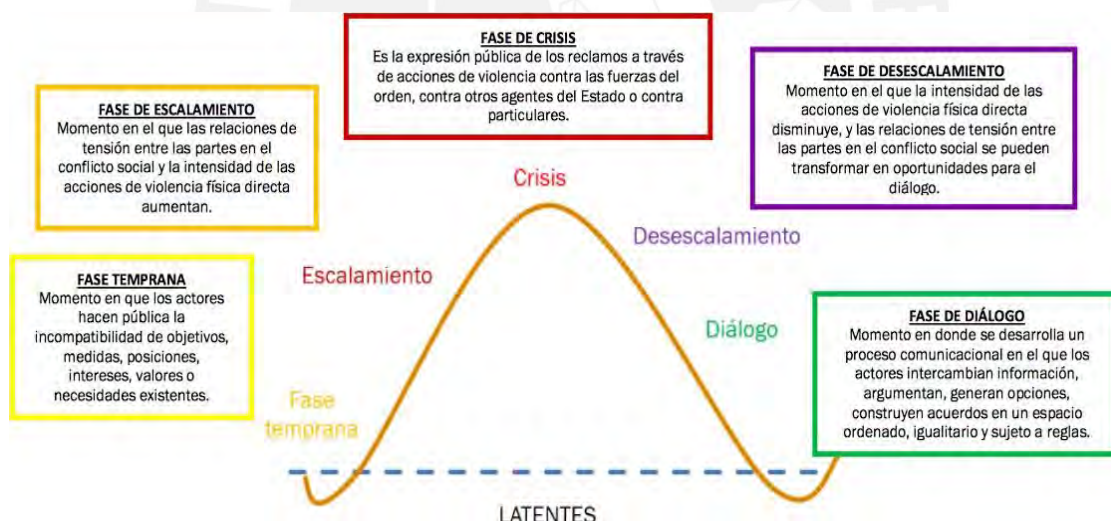 FASE DE CRISIS
Es la expresión pública de los reclamos a través
de acciones de violencia contra las fuerzas del
orden, contra otros agentes del Estado o contra
particulares.
FASE DE DESESCALAMIENTO
Momento en el que la intensidad de las
acciones de violencia física directa
disminuye, y las relaciones de tensión entre
las partes en el conflicto social se pueden
transformar en oportunidades para el
diálogo.
FASE DE ESCALAMIENTO
Momento en el que las relaciones de
tensión entre las partes en el conflicto
social y la intensidad de las
acciones de violencia física directa
aumentan.
Crisis
Desescalamiento
Escalamiento
FASE TEMPRANA
Momento en que los actores
hacen pública la
incompatibilidad de objetivos,
medidas, posiciones,
intereses, valores o
necesidades existentes.
Diálogo
FASE DE DIÁLOGO
Momento en donde se desarrolla un
proceso comunicacional en el que los
actores intercambian información,
argumentan, generan opciones,
construyen acuerdos en un espacio
ordenado, igualitario y sujeto a reglas.
Fase
temprana
LATENTES